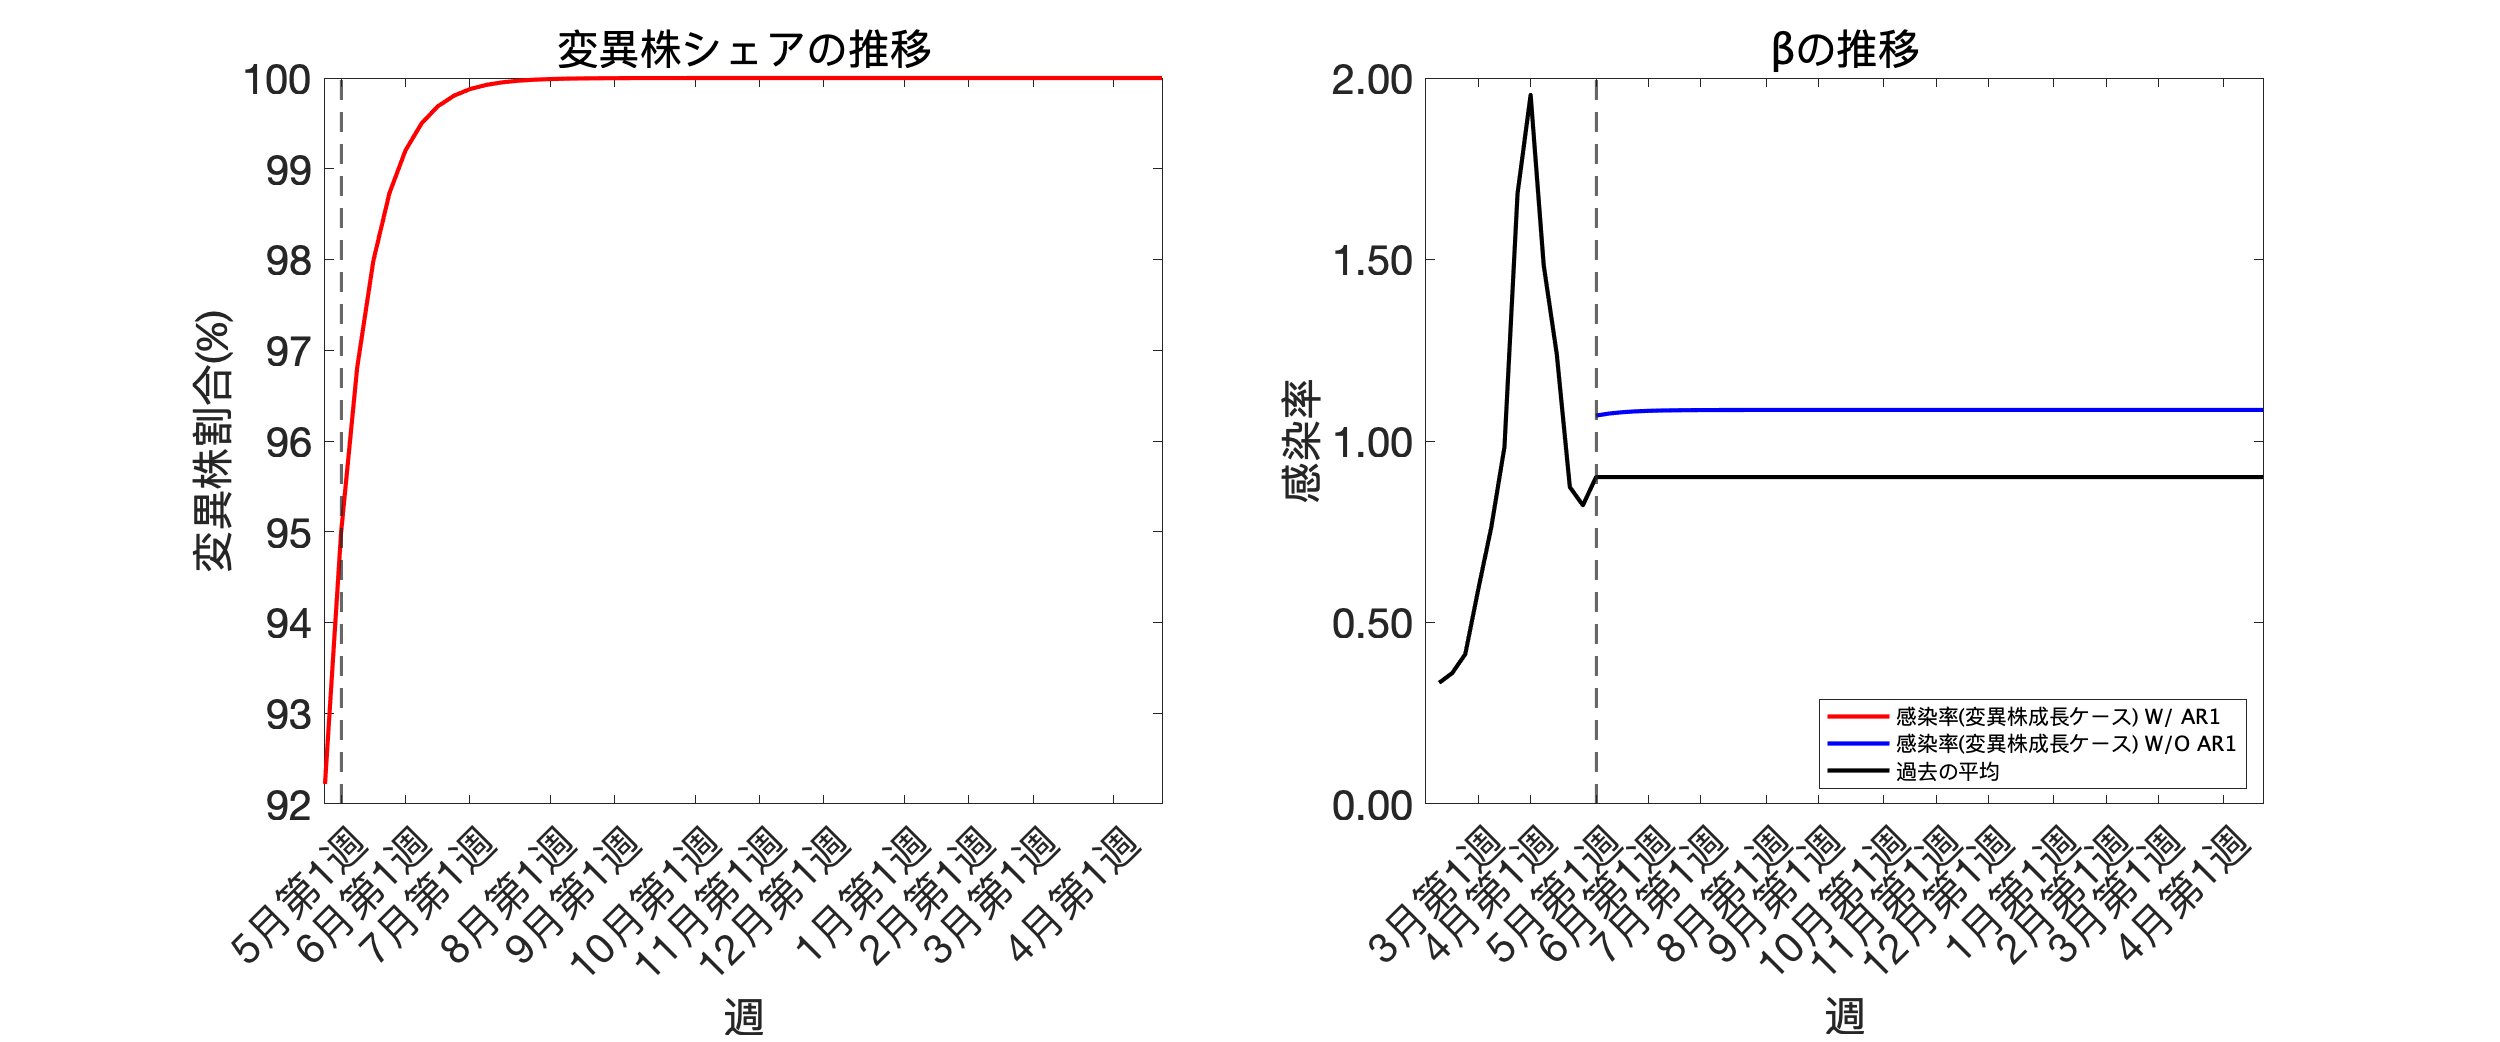 変異株シェアの推移
変異株割合(%)
100
99
98
97
96
95
94
93
92
5月第1週
6月第1週
7月第1週
8月第1週
9月第1週
10月第1週
11月第1週
12月第1週
1月第1週
2月第1週
3月第1週
4月第1週
週
βの推移
感染率
2.00
1.50
1.00
0.50
0.00
感染率(変異株成長ケース) W/ AR1
感染率(変異株成長ケース) W/O AR1
過去の平均
3月第1週
4月第1週
5月第1週
6月第1週
7月第1週
8月第1週
9月第1週
10月第1週
11月第1週
12月第1週
1月第1週
2月第1週
3月第1週
4月第1週
週